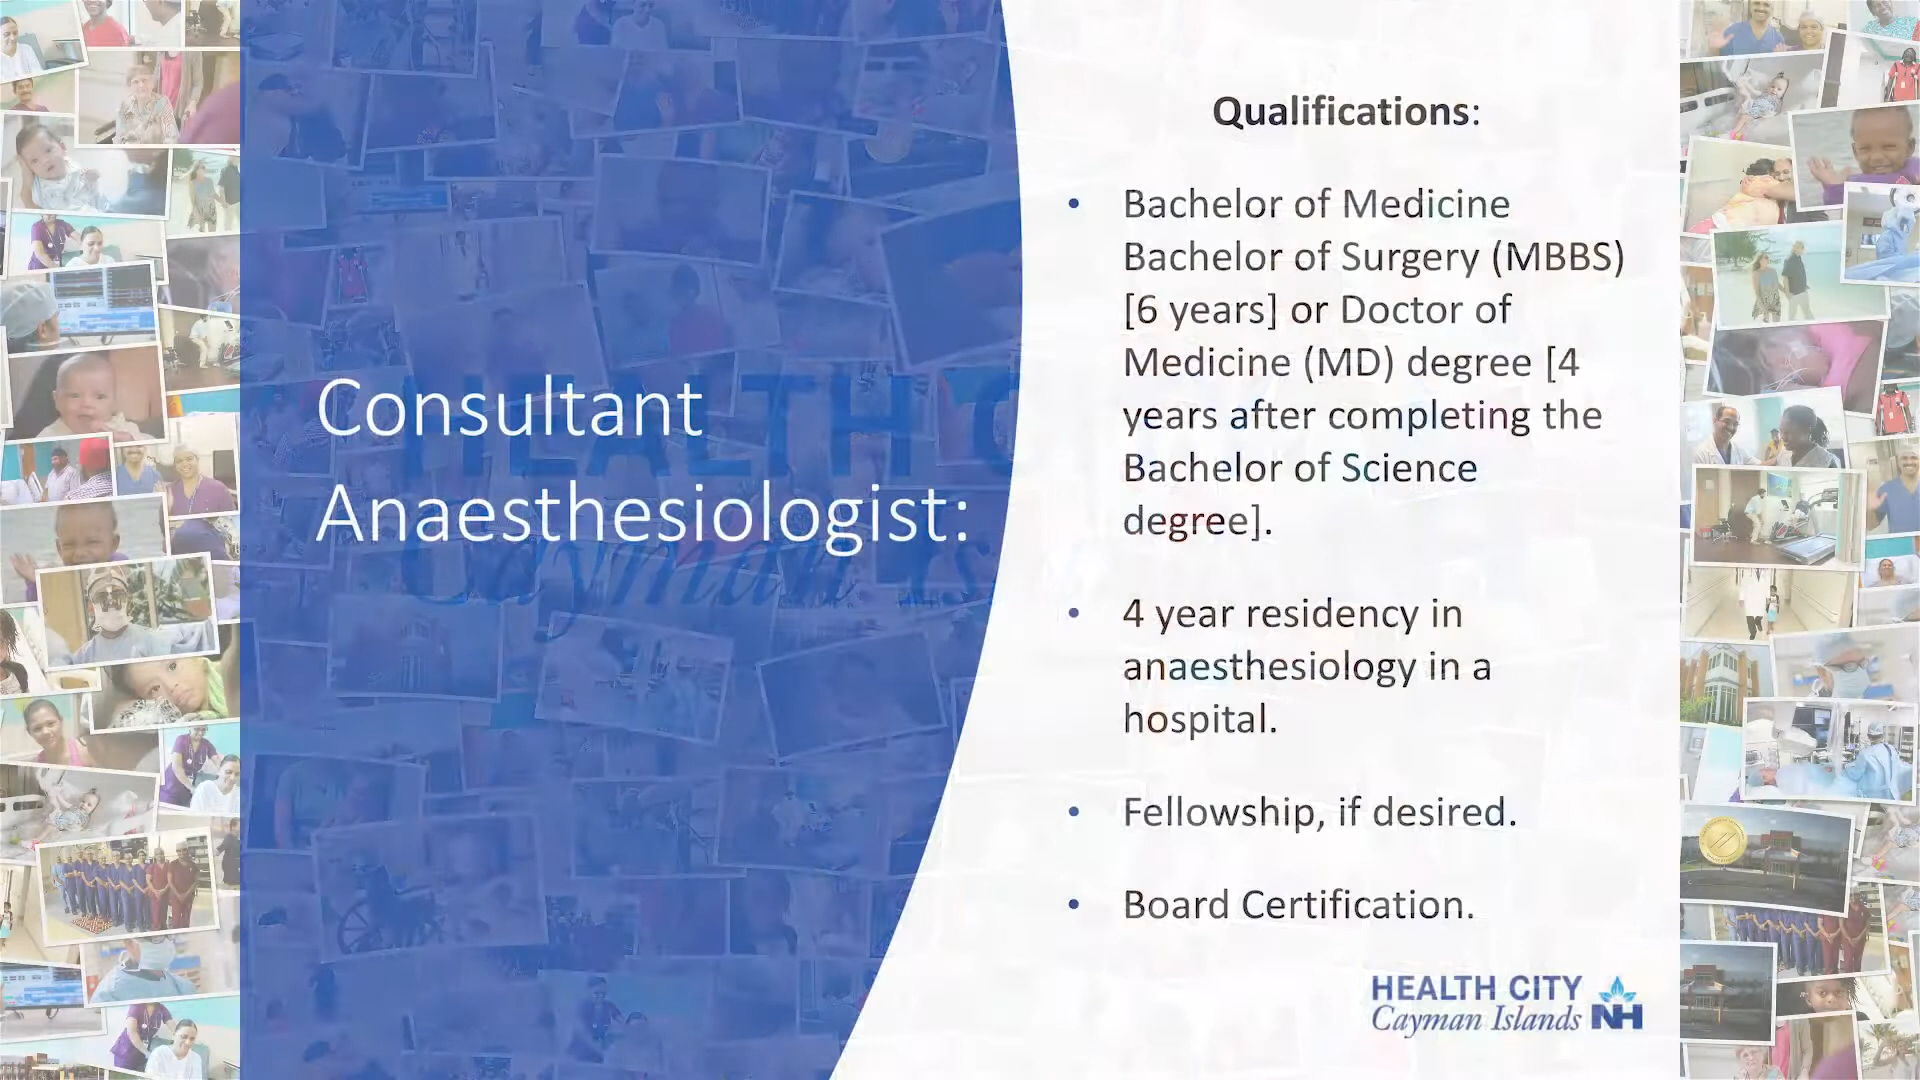 Consultant
Anaesthesiologist:
Qualifications:
• Bachelor of Medicine
Bachelor of Surgery (MBBS)
[6 years] or Doctor of
Medicine (MD) degree [4
years after completing the
Bachelor of Science
degree].
• 4 year residency in
anaesthesiology in a
hospital.
• Fellowship, if desired.
• Board Certification.
HEALTH CITY
Cayman Islands NH